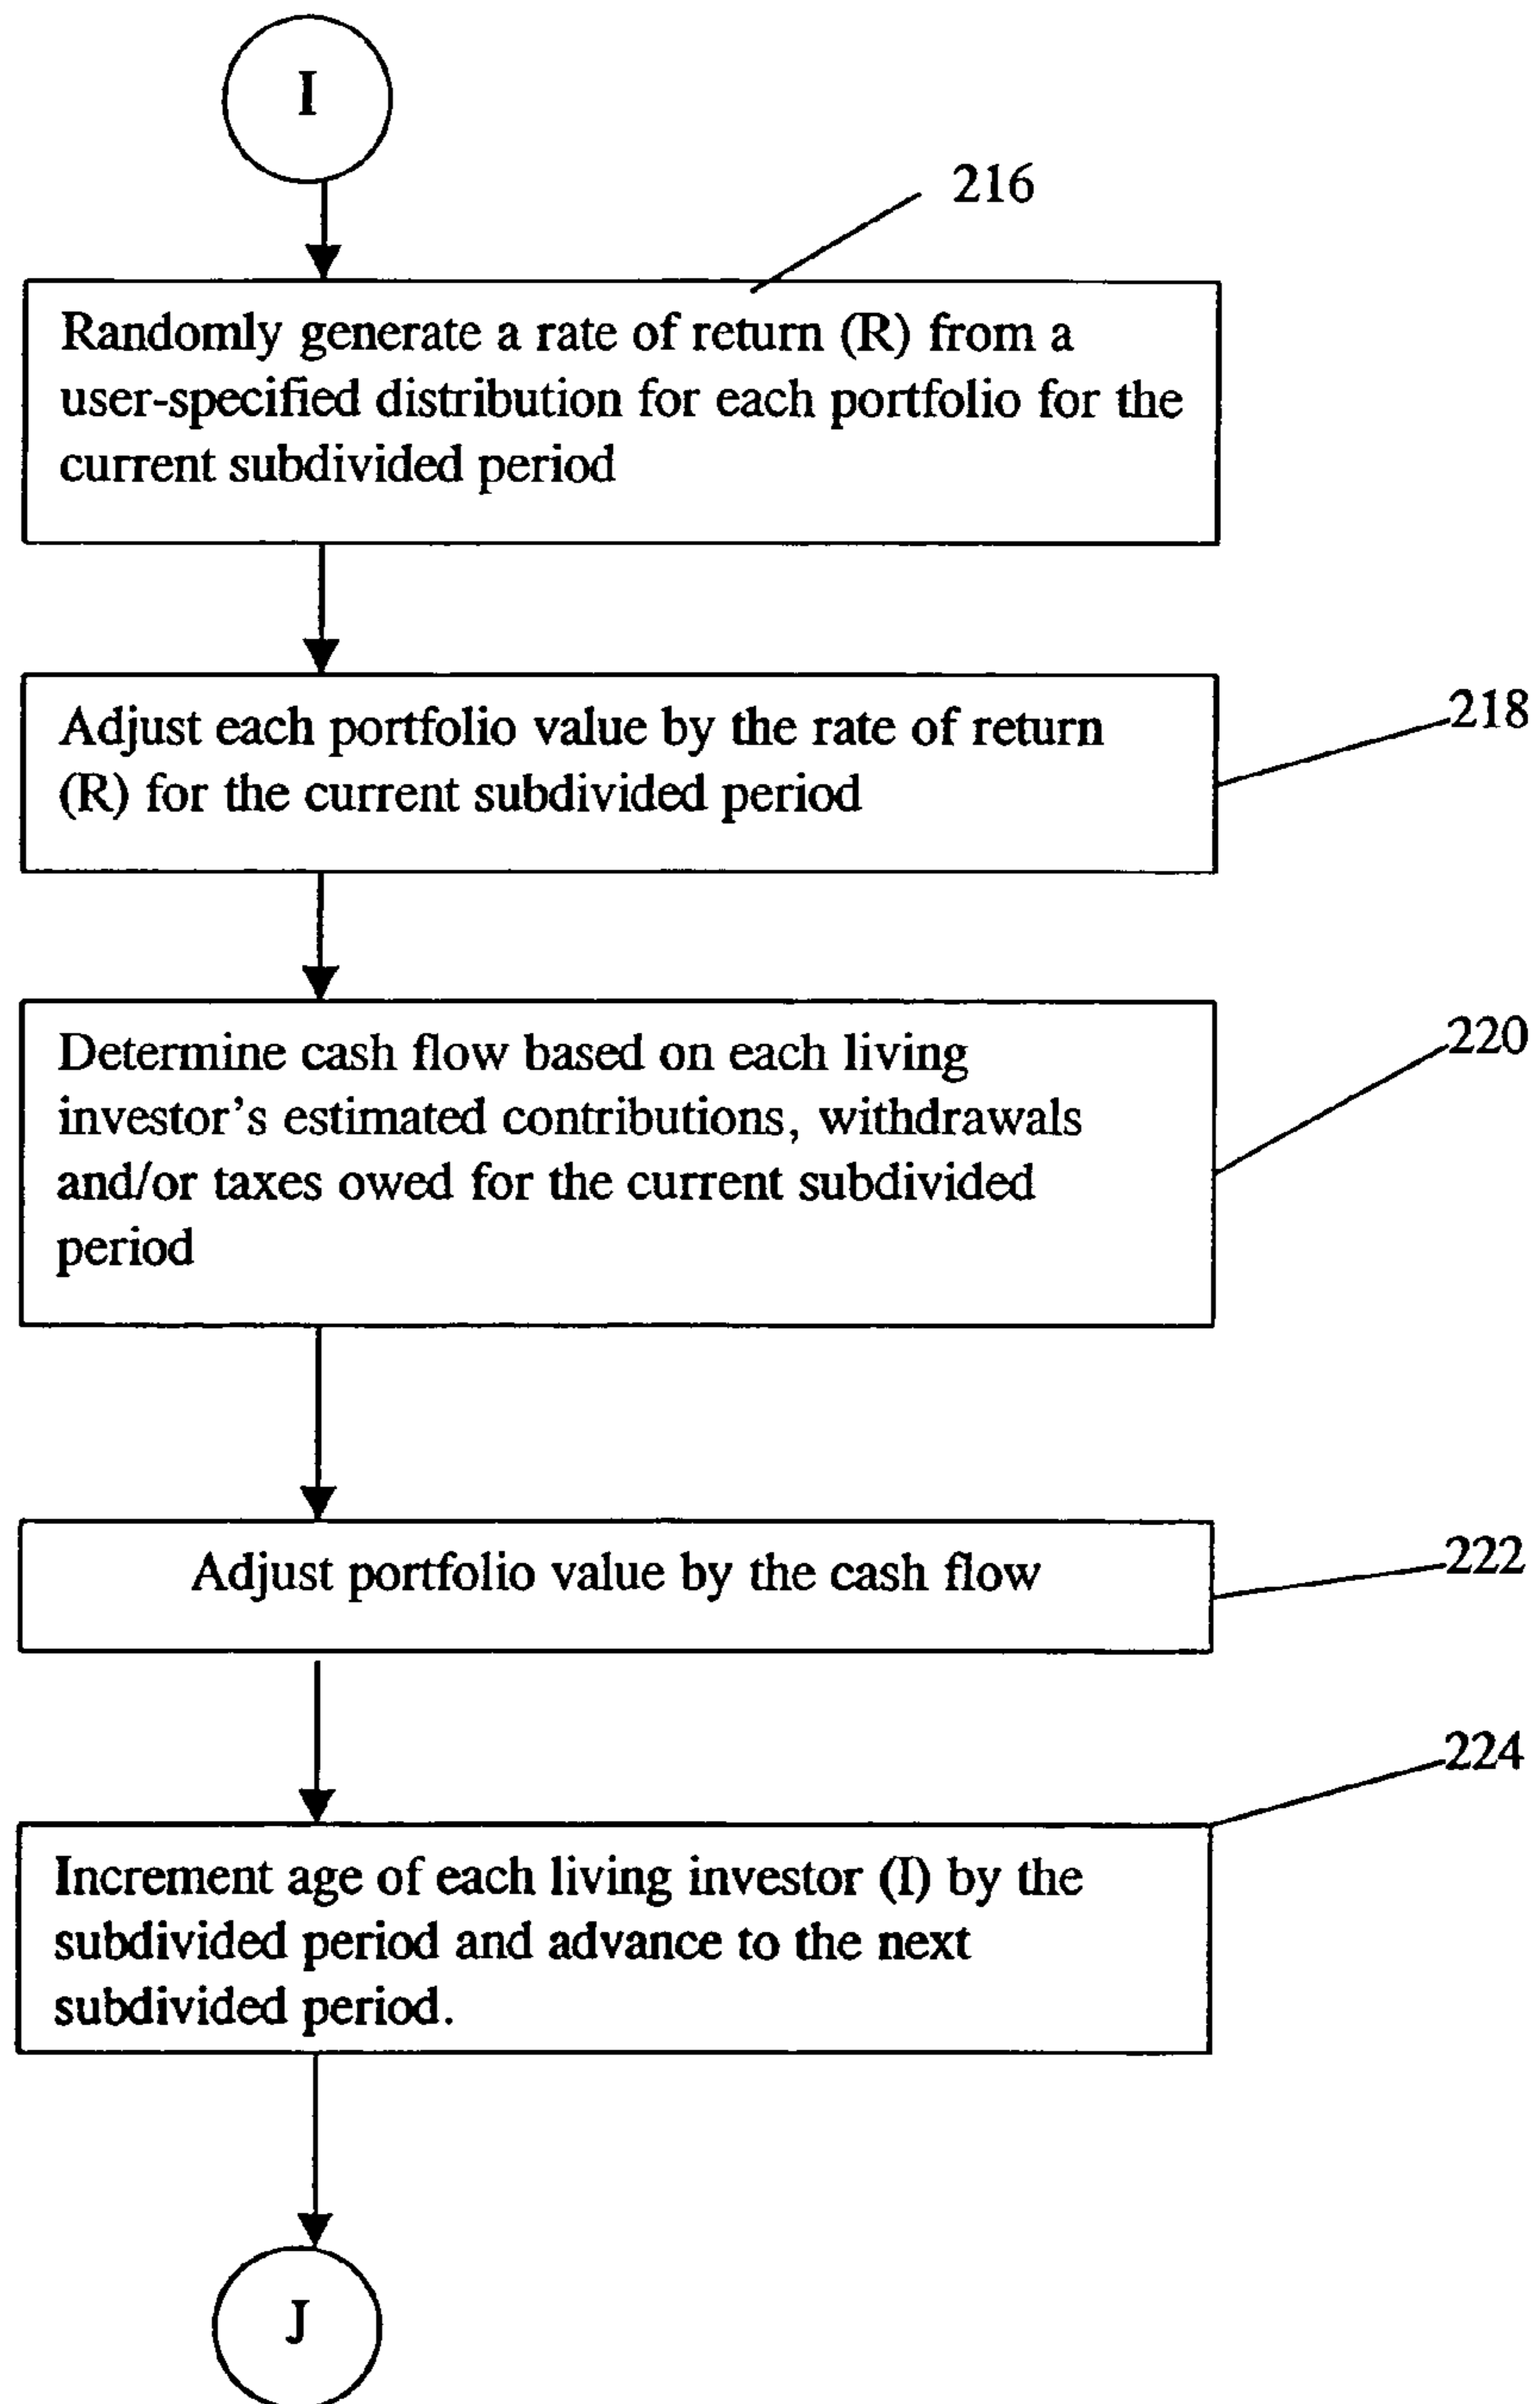 I
216
Randomly generate a rate of return (R) from a
user-specified distribution for each portfolio for the
current subdivided period
Adjust each portfolio value by the rate of return
(R) for the current subdivided period
218
Determine cash flow based on each living
investor's estimated contributions, withdrawals
and/or taxes owed for the current subdivided
period
220
Adjust portfolio value by the cash flow
222
224
Increment age of each living investor (I) by the
subdivided period and advance to the next
subdivided period.
J